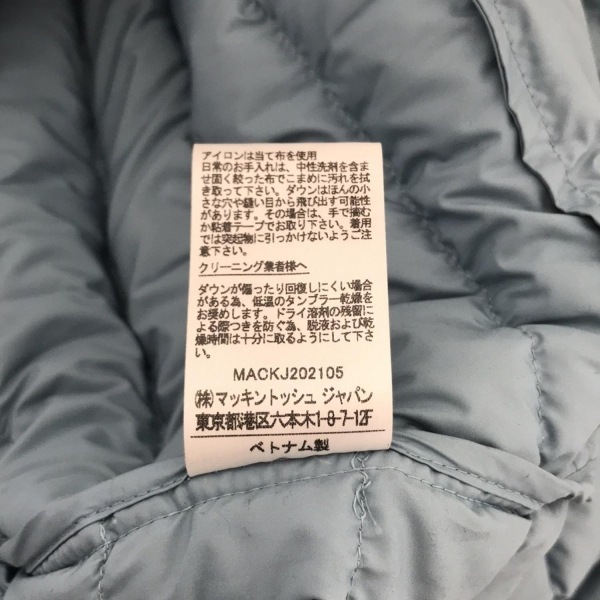 アイロンは当て布を使用
日常のお手入れは、中性洗剤を含ま
せ固く絞った布でこまめに汚れを拭
き取って下さい。ダウンはほんの小
さな穴や縫い目から飛び出す可能性
があります。その場合は、手で摘むか
か粘着テープでお取り下さい。着用
では突起物に引っかけないようご注
意下さい。
クリーニング業者様へ
ダウンが偏ったり回復しにくい場合
がある為、低温のタンブラー乾燥を
お奨めします。ドライ溶剤の残留に
よる際つきを防ぐ為、脱液および乾
燥時間は十分に取るようにして下さい。
MACKJ202105
㈱マッキントッシュ ジャパン
東京都港区六本木1-8-7-12F
ベトナム製